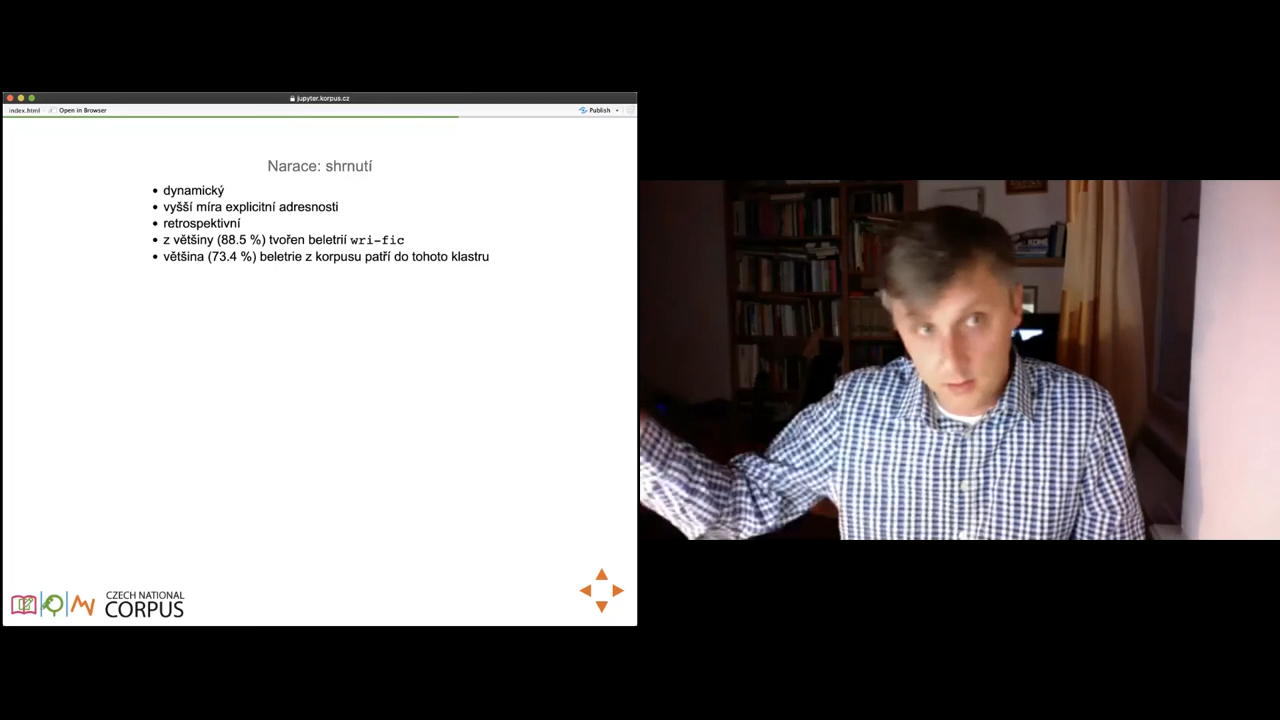 jupyter.korpus.cz
index.html
Open in Browser
Publish
Narace: shrnutí
• dynamický
• vyšší míra explicitní adresnosti
• retrospektivní
• z většiny (88.5 %) tvořen beletrií wri-fic
• většina (73.4 %) beletrie z korpusu patří do tohoto klastru
CZECH NATIONAL
CORPUS